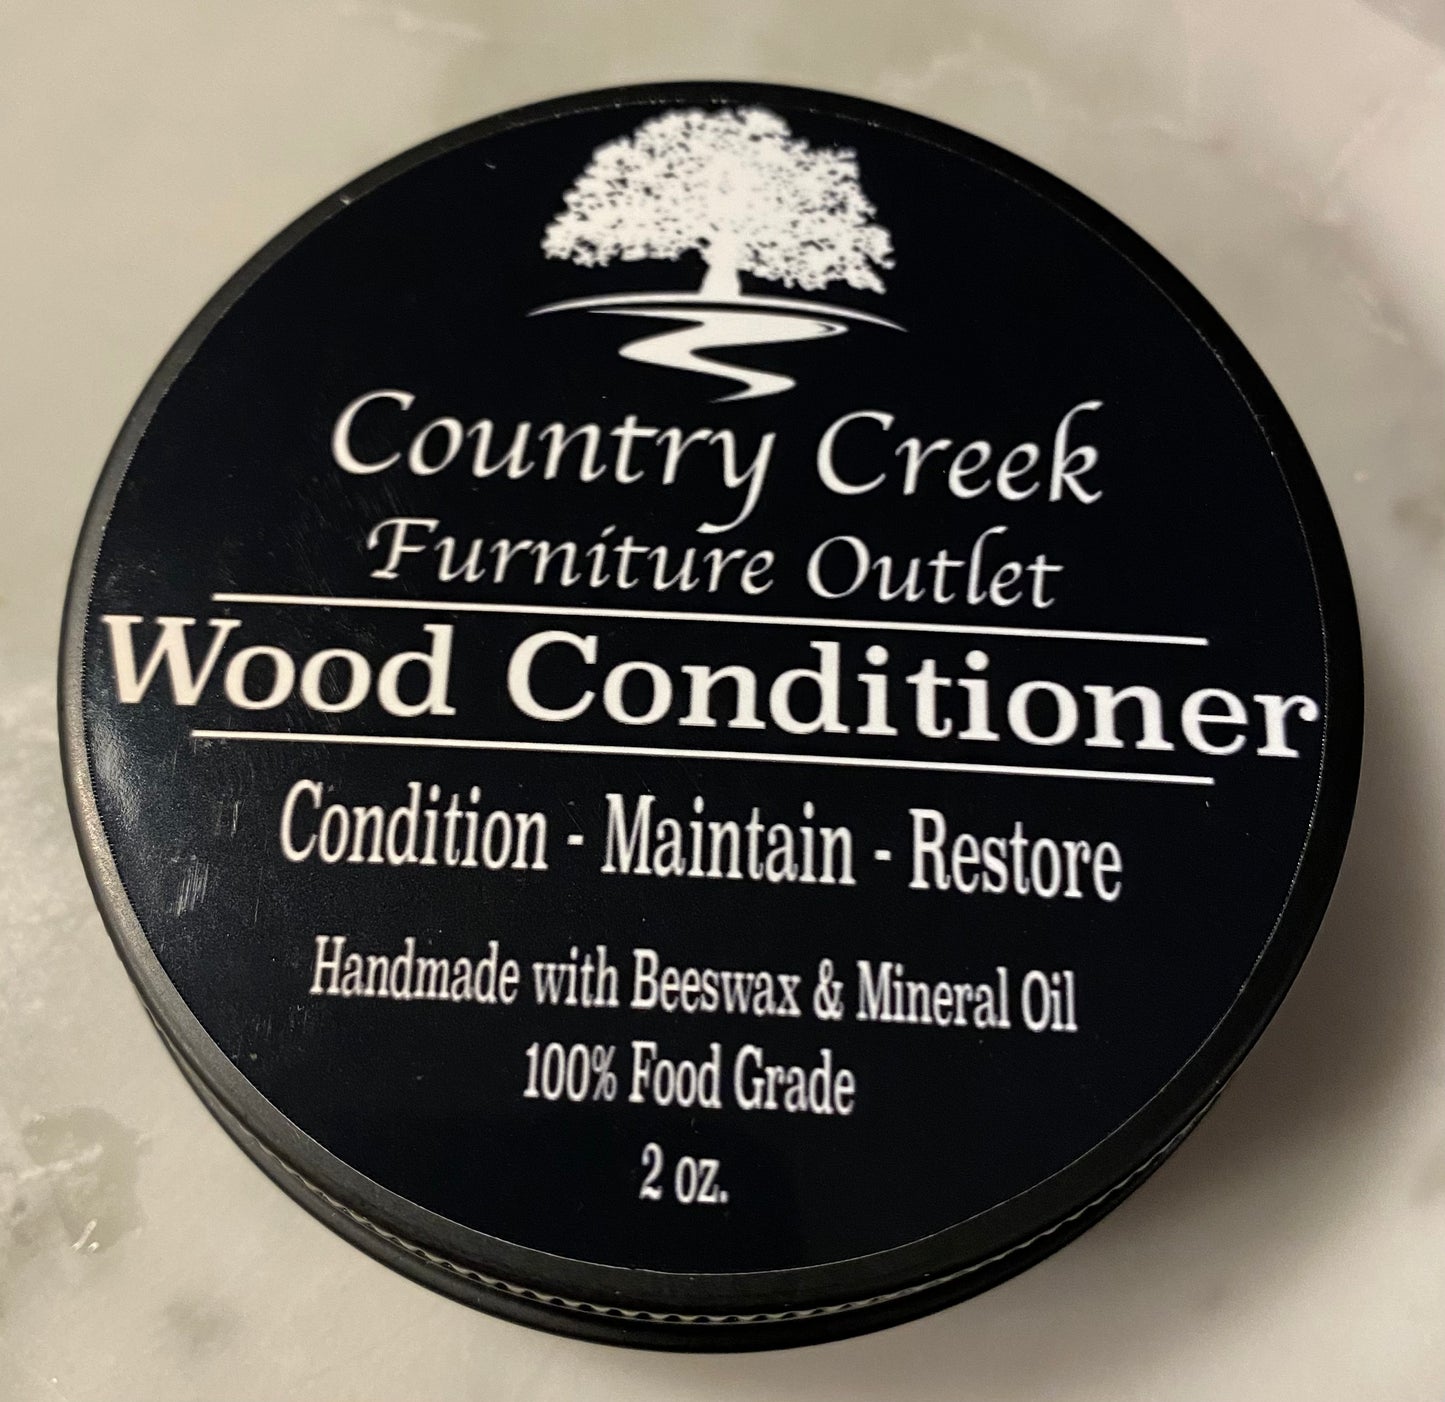 Country Creek
Furniture Outlet
Wood Conditioner
Condition - Maintain - Restore
Handmade with Beeswax & Mineral Oil
100% Food Grade
2 oz.